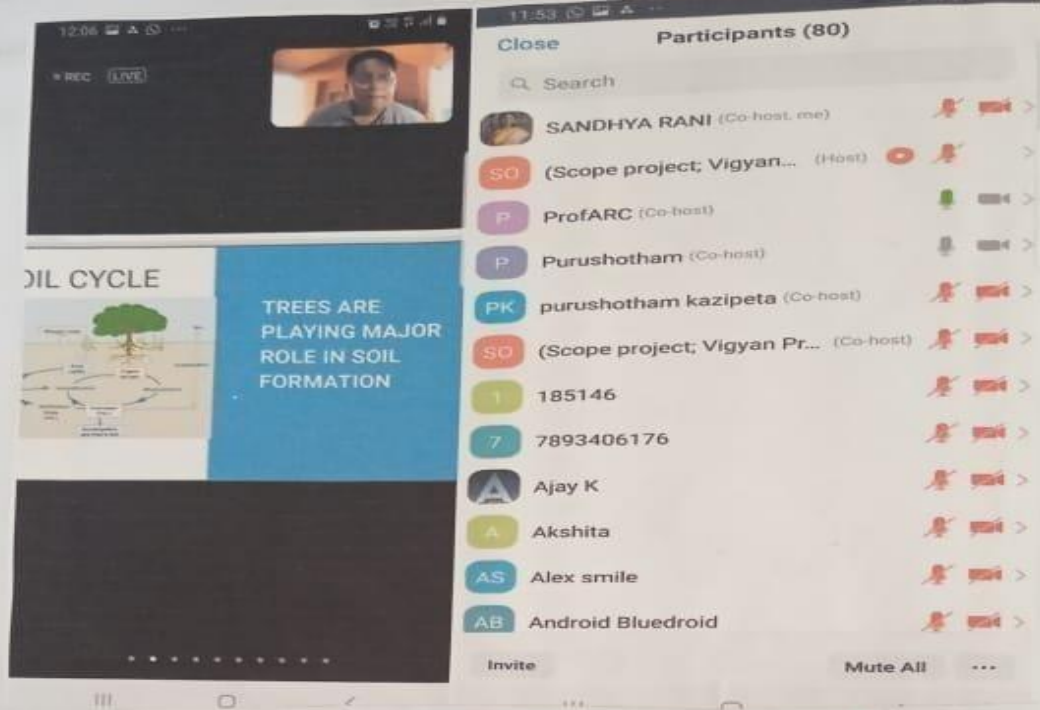 12:06
REC LIVE
OIL CYCLE
TREES ARE
PLAYING MAJOR
ROLE IN SOIL
FORMATION
11:53
Close
Participants (80)
Search
SANDHYA RANI (Co-host, me)
SO (Scope project; Vigyan... (Host)
P ProfARC (Co-host)
P Purushotham (Co-host)
PK purushotham kazipeta (Co-host)
SO (Scope project; Vigyan Pr... (Co-host)
1 185146
7 7893406176
Ajay K
A Akshita
AS Alex smile
AB Android Bluedroid
Invite
Mute All